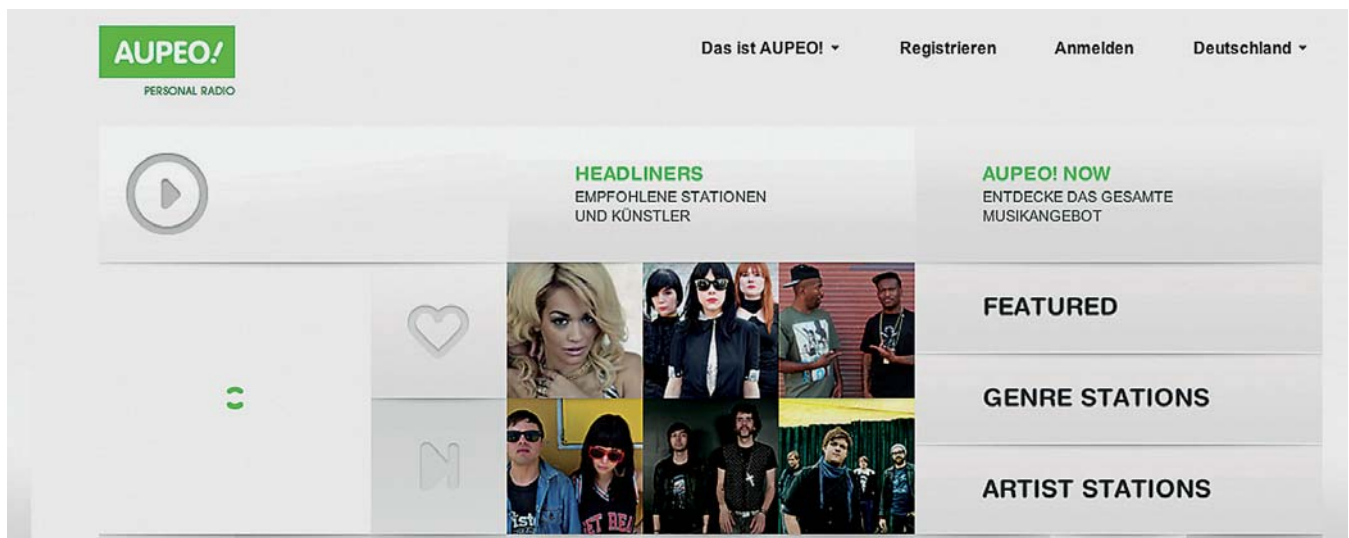 AUPEO!
PERSONAL RADIO
Das ist AUPEO!
Registrieren
Anmelden
Deutschland
HEADLINERS
EMPFOHLENE STATIONEN
UND KÜNSTLER
AUPEO! NOW
ENTDECKE DAS GESAMTE
MUSIKANGEBOT
FEATURED
GENRE STATIONS
ARTIST STATIONS